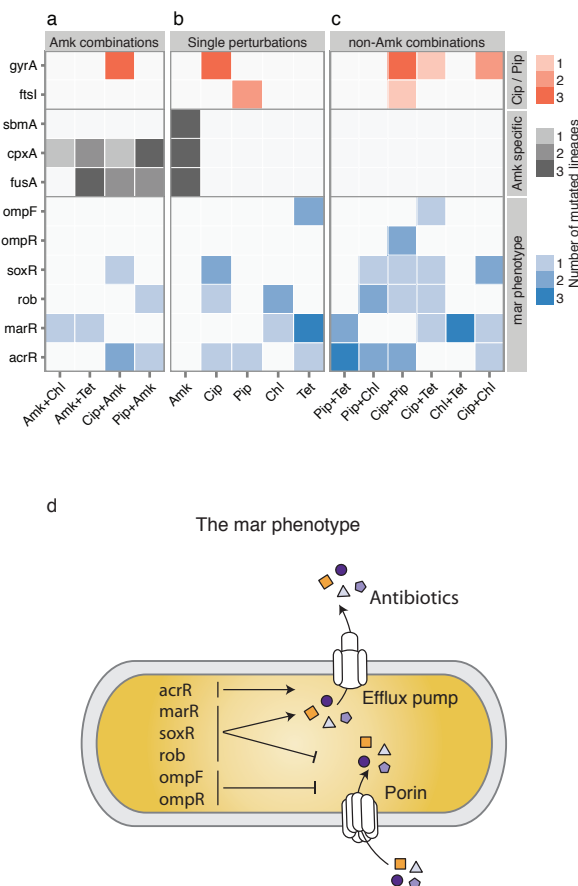 a
b
c
Amk combinations
Single perturbations
non-Amk combinations
gyrA
ftsI
sbmA
cpxA
fusA
ompF
ompR
soxR
rob
marR
acrR
Cip / Pip
Amk specific
mar phenotype
1
2
3
1
2
3
1
2
3
Number of mutated lineages
Amk+Chl
Amk+Tet
Cip+Amk
Pip+Amk
Amk
Cip
Pip
Chl
Tet
Pip+Tet
Pip+Chl
Cip+Pip
Cip+Tet
Chl+Tet
Cip+Chl
d
The mar phenotype
Antibiotics
acrR
marR
soxR
rob
ompF
ompR
Efflux pump
Porin